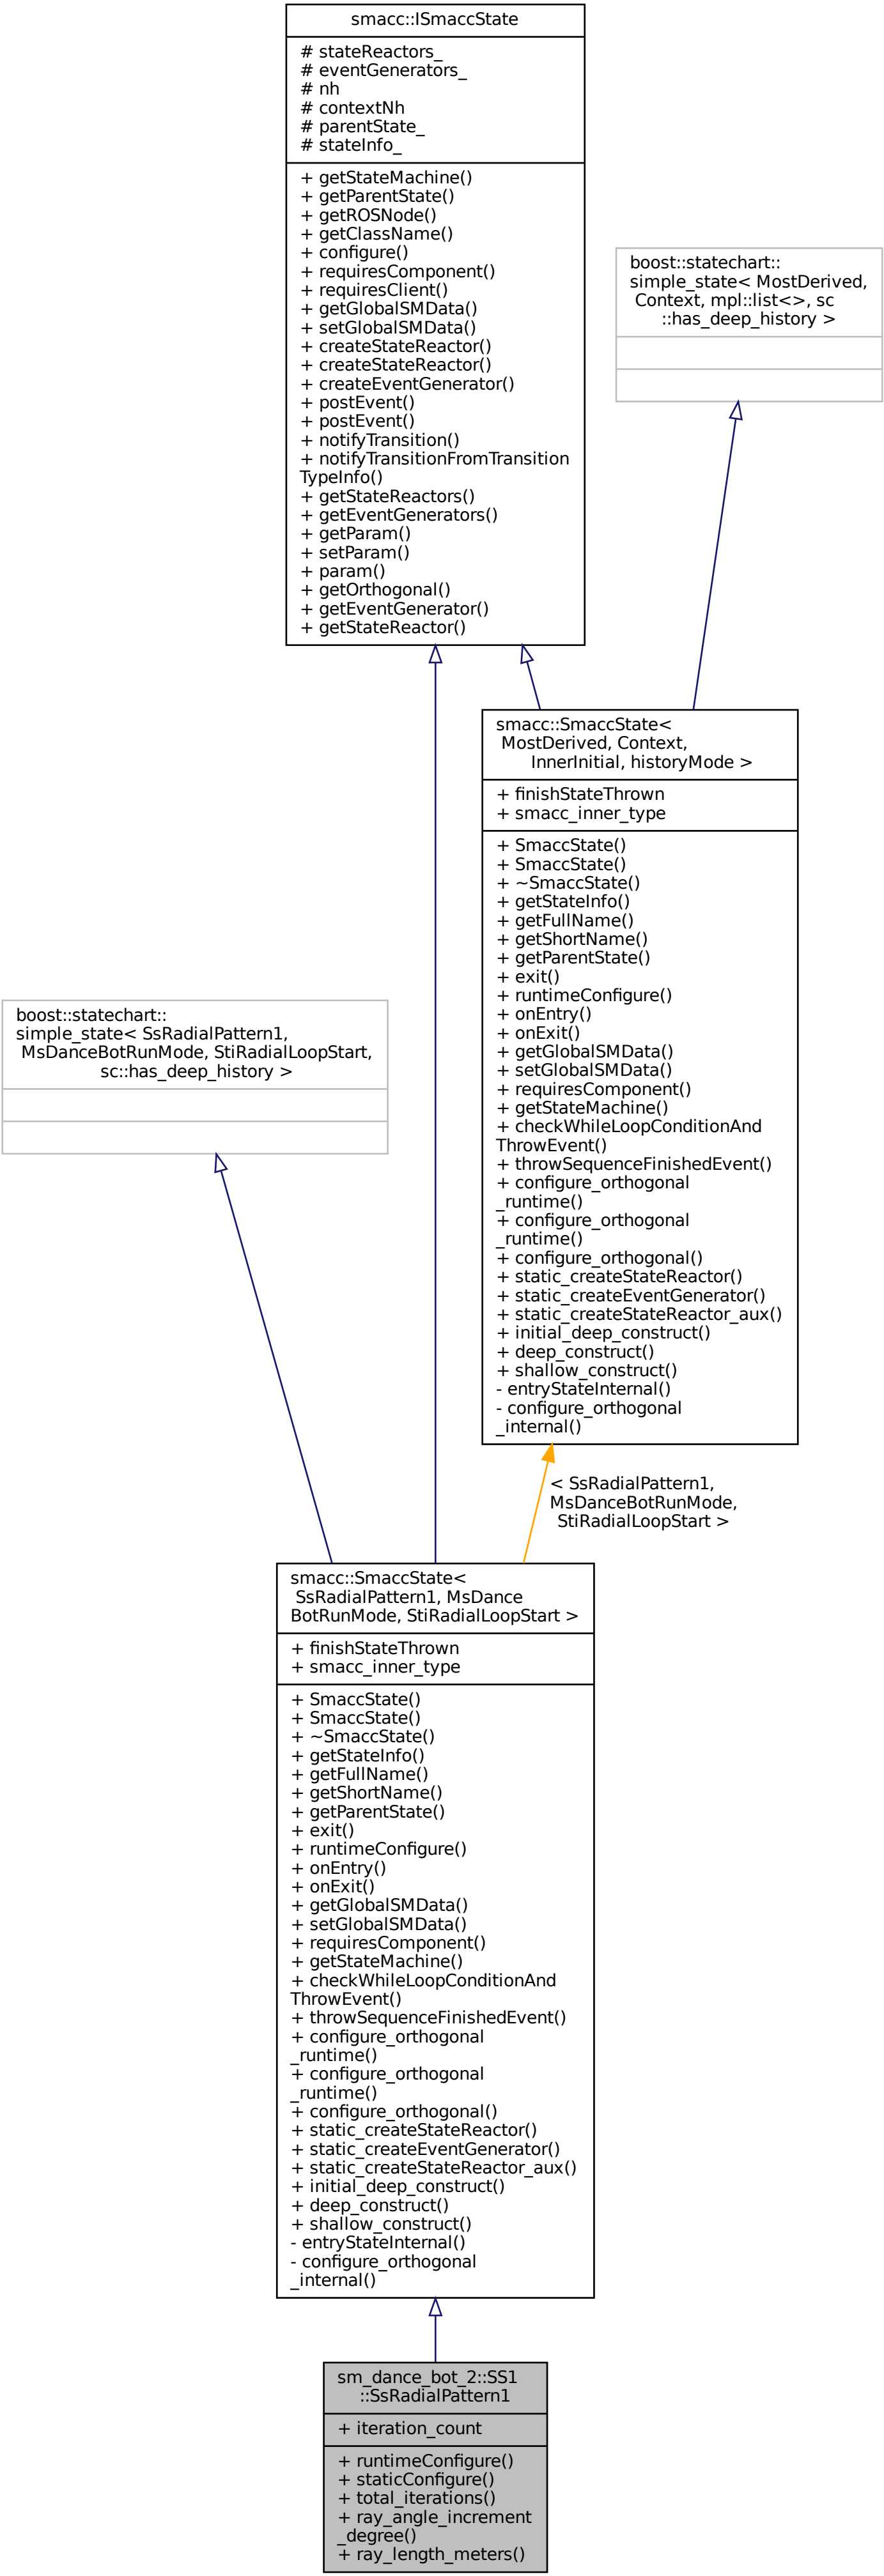 smacc::ISmaccState
# stateReactors_
# eventGenerators_
# nh
# contextNh
# parentState_
# stateInfo_
+ getStateMachine()
+ getParentState()
+ getROSNode()
+ getClassName()
+ configure()
+ requiresComponent()
+ requiresClient()
+ getGlobalSMData()
+ setGlobalSMData()
+ createStateReactor()
+ createStateReactor()
+ createEventGenerator()
+ postEvent()
+ postEvent()
+ notifyTransition()
+ notifyTransitionFromTransition
TypeInfo()
+ getStateReactors()
+ getEventGenerators()
+ getParam()
+ setParam()
+ param()
+ getOrthogonal()
+ getEventGenerator()
+ getStateReactor()
boost::statechart::
simple_state< MostDerived,
Context, mpl::list<>, sc
::has_deep_history >
smacc::SmaccState<
MostDerived, Context,
InnerInitial, historyMode >
+ finishStateThrown
+ smacc_inner_type
+ SmaccState()
+ SmaccState()
+ ~SmaccState()
+ getStateInfo()
+ getFullName()
+ getShortName()
+ getParentState()
+ exit()
+ runtimeConfigure()
+ onEntry()
+ onExit()
+ getGlobalSMData()
+ setGlobalSMData()
+ requiresComponent()
+ getStateMachine()
+ checkWhileLoopConditionAnd
ThrowEvent()
+ throwSequenceFinishedEvent()
+ configure_orthogonal
_runtime()
+ configure_orthogonal
_runtime()
+ configure_orthogonal()
+ static_createStateReactor()
+ static_createEventGenerator()
+ static_createStateReactor_aux()
+ initial_deep_construct()
+ deep_construct()
+ shallow_construct()
- entryStateInternal()
- configure_orthogonal
_internal()
boost::statechart::
simple_state< SsRadialPattern1,
MsDanceBotRunMode, StiRadialLoopStart,
sc::has_deep_history >
< SsRadialPattern1,
MsDanceBotRunMode,
StiRadialLoopStart >
smacc::SmaccState<
SsRadialPattern1, MsDance
BotRunMode, StiRadialLoopStart >
+ finishStateThrown
+ smacc_inner_type
+ SmaccState()
+ SmaccState()
+ ~SmaccState()
+ getStateInfo()
+ getFullName()
+ getShortName()
+ getParentState()
+ exit()
+ runtimeConfigure()
+ onEntry()
+ onExit()
+ getGlobalSMData()
+ setGlobalSMData()
+ requiresComponent()
+ getStateMachine()
+ checkWhileLoopConditionAnd
ThrowEvent()
+ throwSequenceFinishedEvent()
+ configure_orthogonal
_runtime()
+ configure_orthogonal
_runtime()
+ configure_orthogonal()
+ static_createStateReactor()
+ static_createEventGenerator()
+ static_createStateReactor_aux()
+ initial_deep_construct()
+ deep_construct()
+ shallow_construct()
- entryStateInternal()
- configure_orthogonal
_internal()
sm_dance_bot_2::SS1
::SsRadialPattern1
+ iteration_count
+ runtimeConfigure()
+ staticConfigure()
+ total_iterations()
+ ray_angle_increment
_degree()
+ ray_length_meters()